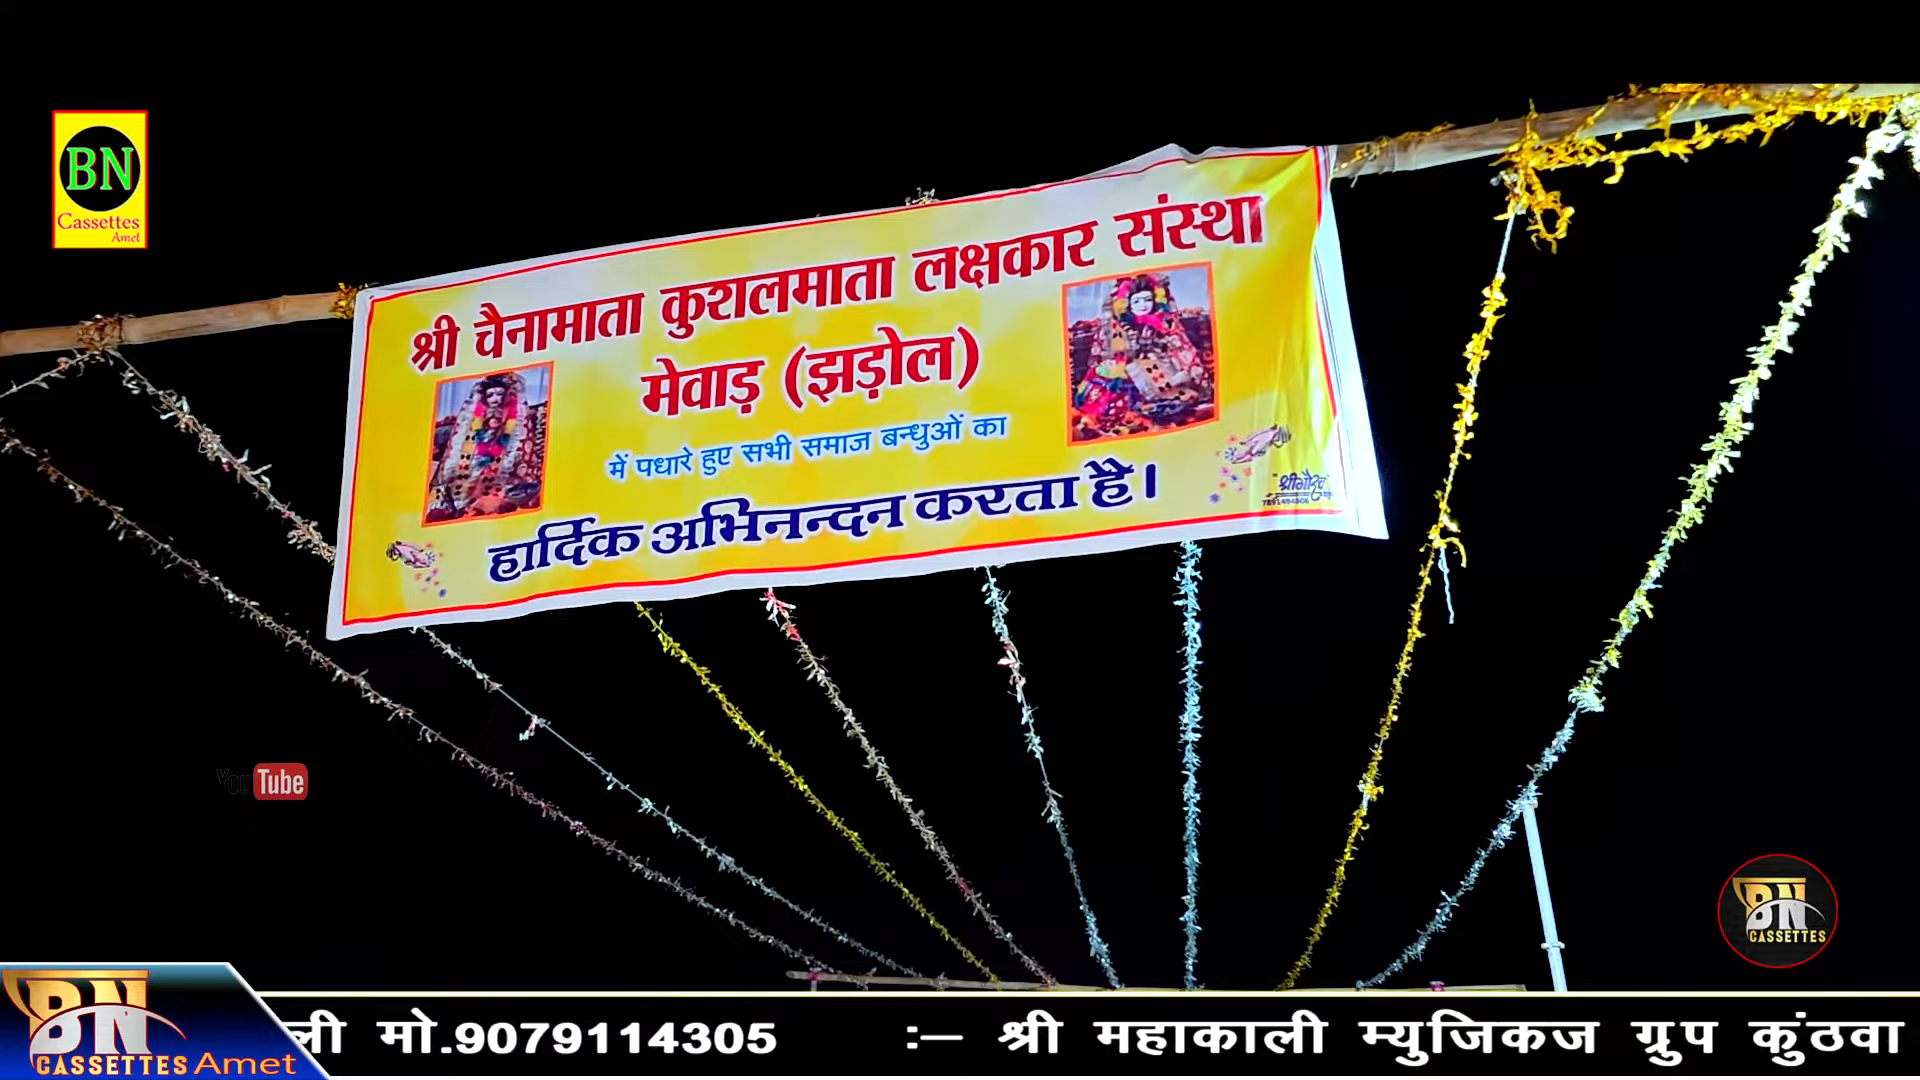 BN
Cassettes
Amet
श्री चैनामाता कुशलमाता लक्षकार संस्था
मेवाड़ (झड़ोल)
में पधारे हुए सभी समाज बन्धुओं का
हार्दिक अभिनन्दन करता है।
श्रीगौरव
YouTube
BN
CASSETTES
BN
CASSETTES Amet
ली मो.9079114305 :— श्री महाकाली म्युजिकज ग्रुप कुंठवा